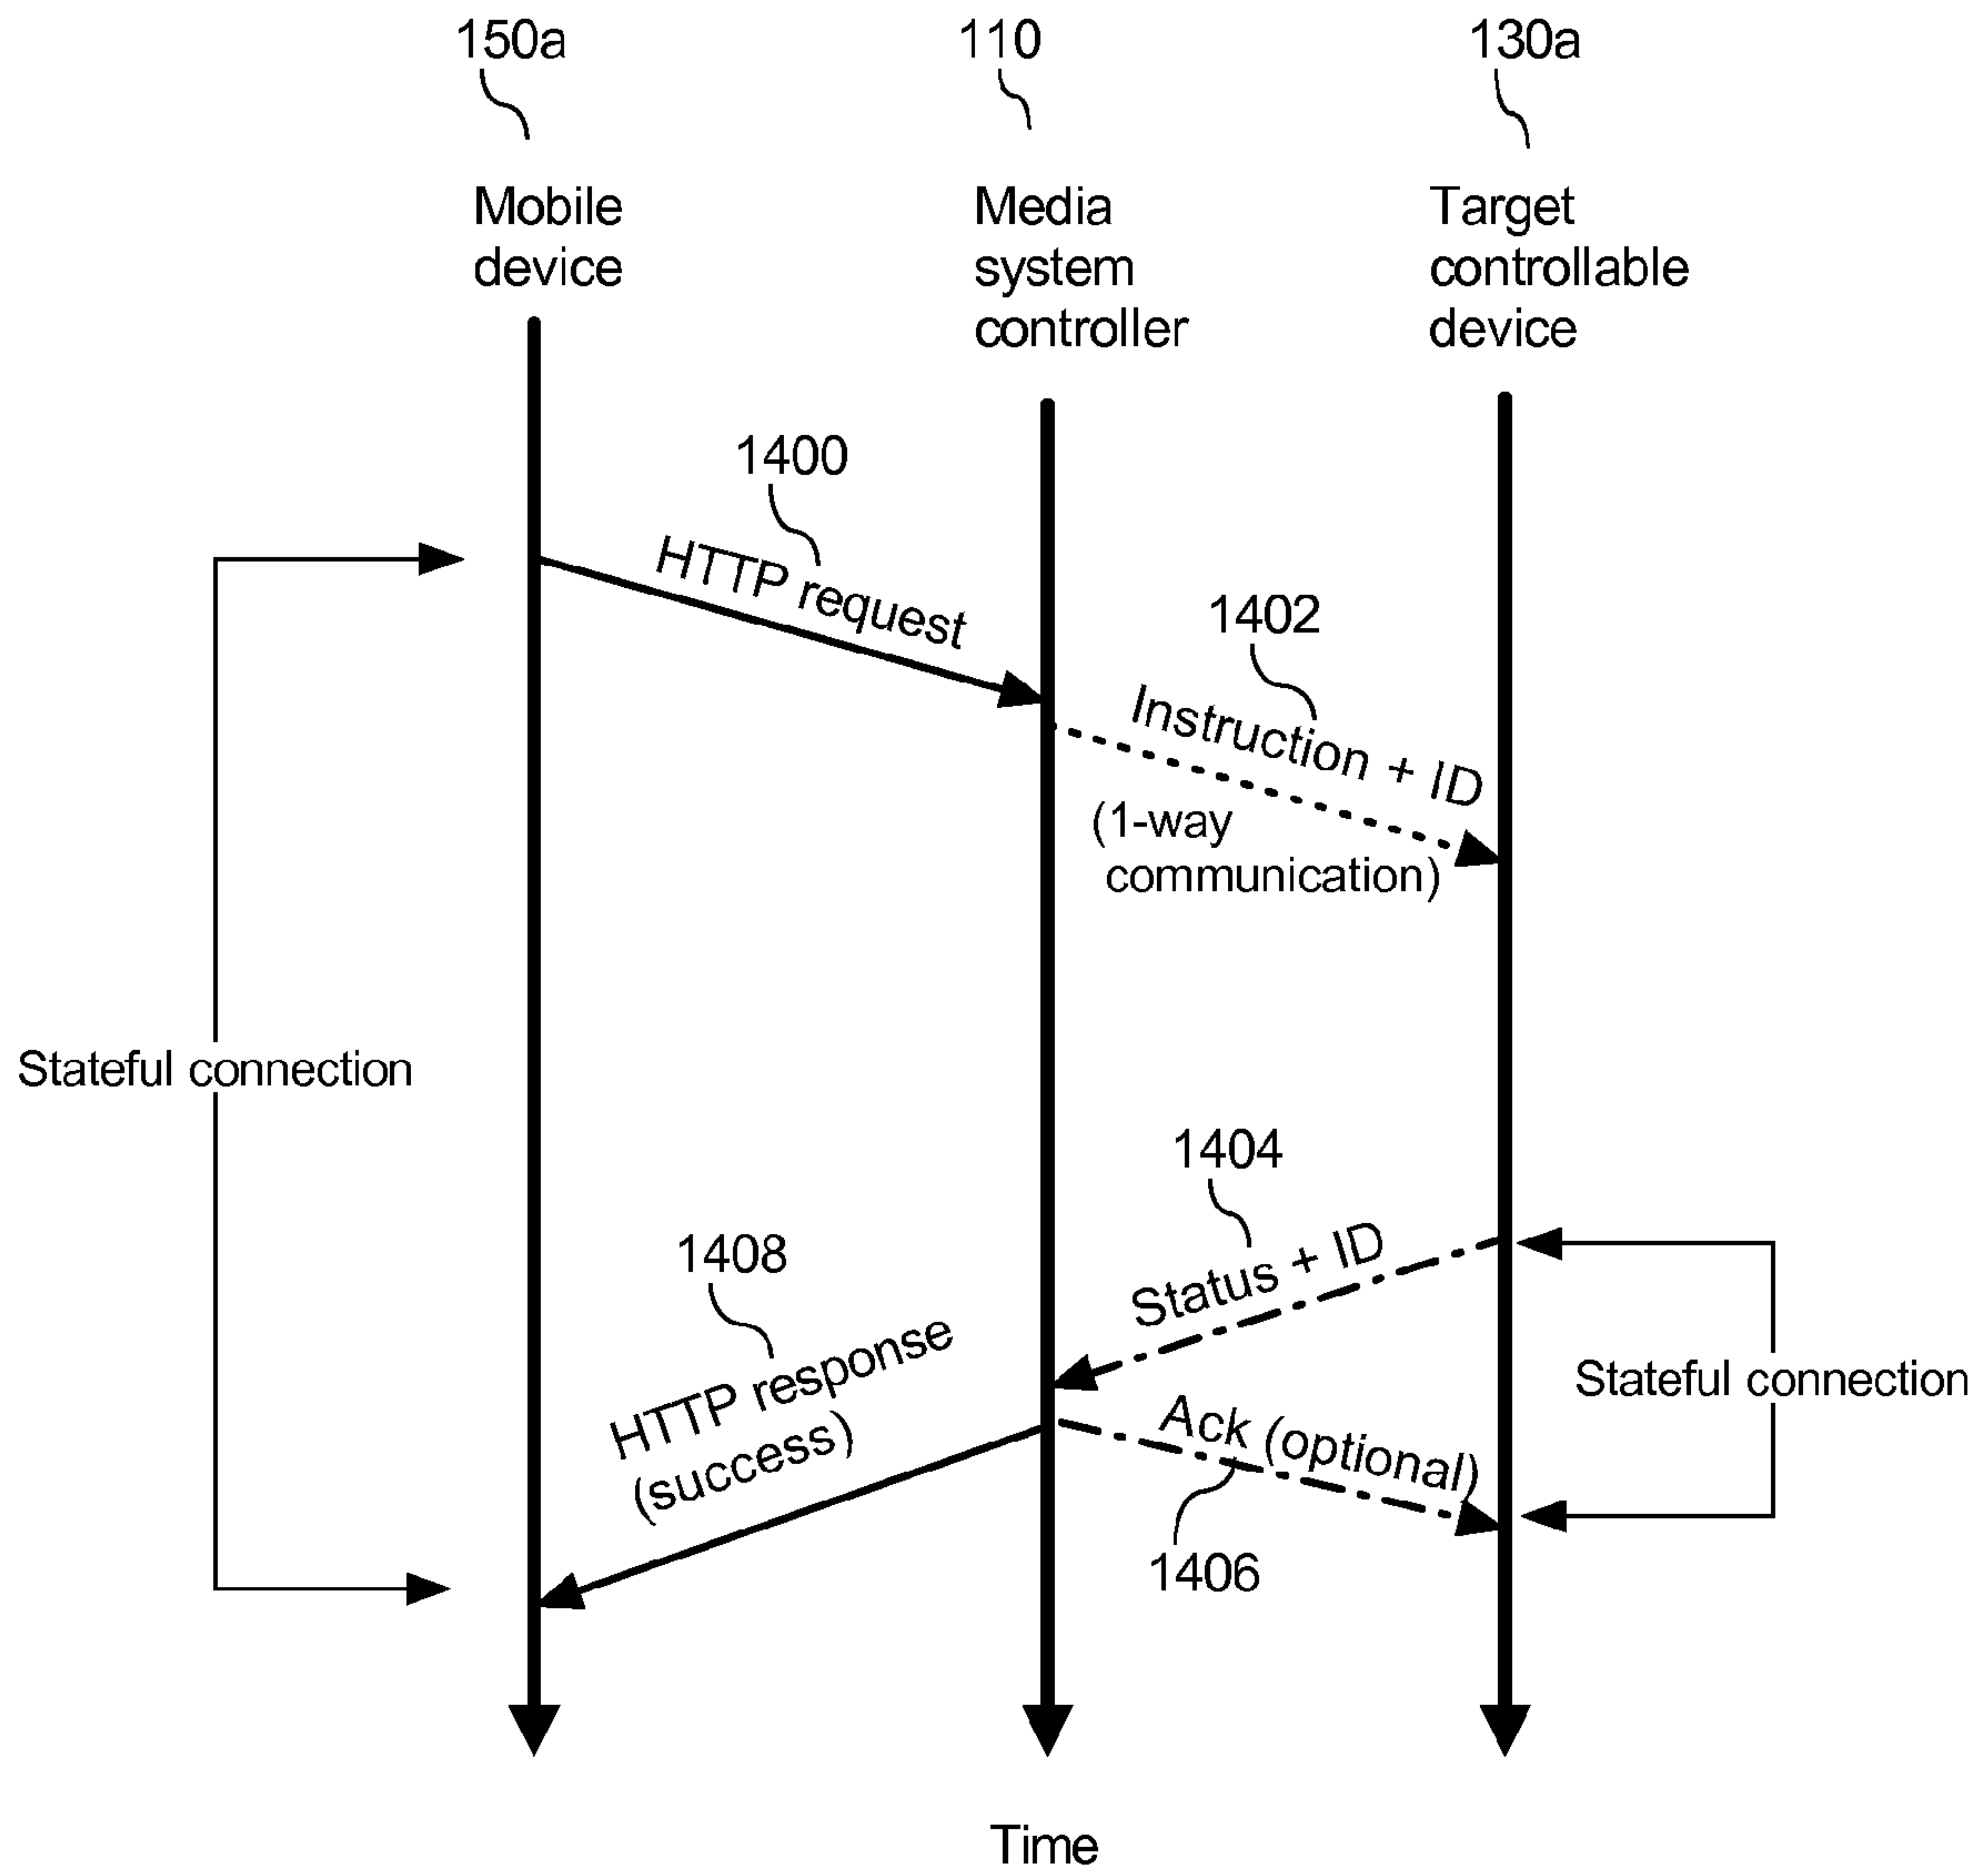 150a
110
130a
Mobile
device
Media
system
controller
Target
controllable
device
1400
HTTP request
1402
Instruction + ID
(1-way
communication)
Stateful connection
1404
Status + ID
1408
HTTP response
(success)
Stateful connection
Ack (optional)
1406
Time